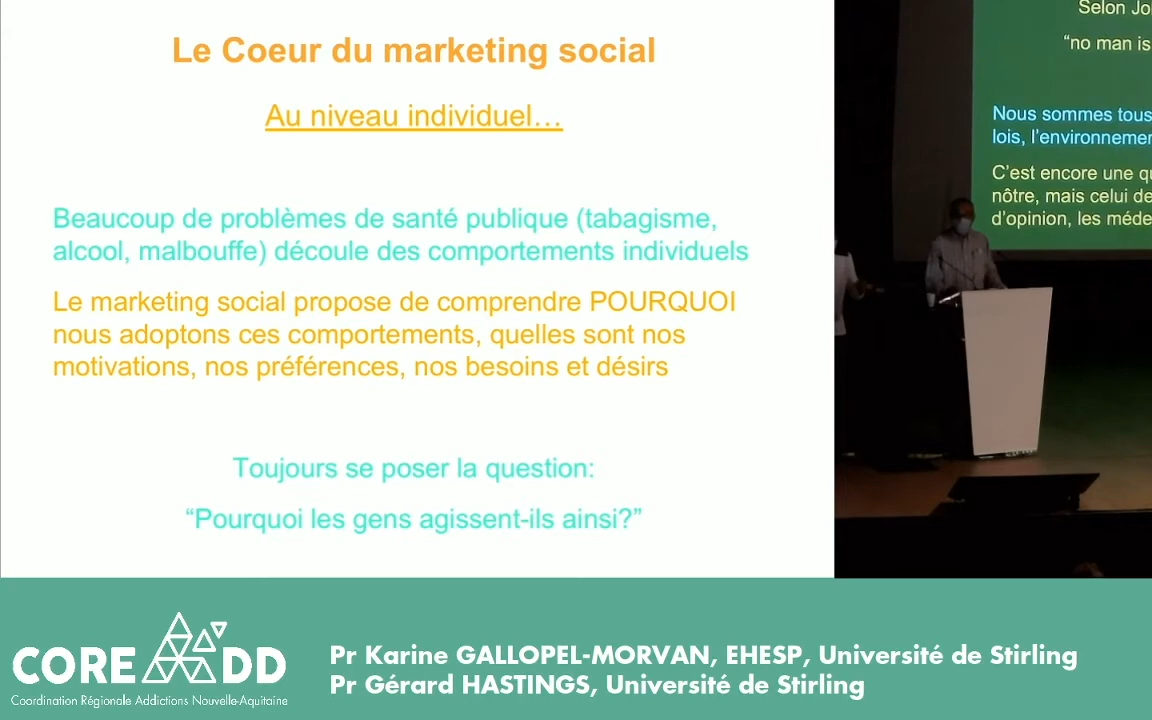 Le Coeur du marketing social
Au niveau individuel…
Beaucoup de problèmes de santé publique (tabagisme,
alcool, malbouffe) découle des comportements individuels
Le marketing social propose de comprendre POURQUOI
nous adoptons ces comportements, quelles sont nos
motivations, nos préférences, nos besoins et désirs
Toujours se poser la question:
“Pourquoi les gens agissent-ils ainsi?”
Selon Jo
“no man is
Nous sommes tous
lois, l’environnemen
C’est encore une qu
nôtre, mais celui de
d’opinion, les méde
CORE DD
Coordination Régionale Addictions Nouvelle-Aquitaine
Pr Karine GALLOPEL-MORVAN, EHESP, Université de Stirling
Pr Gérard HASTINGS, Université de Stirling